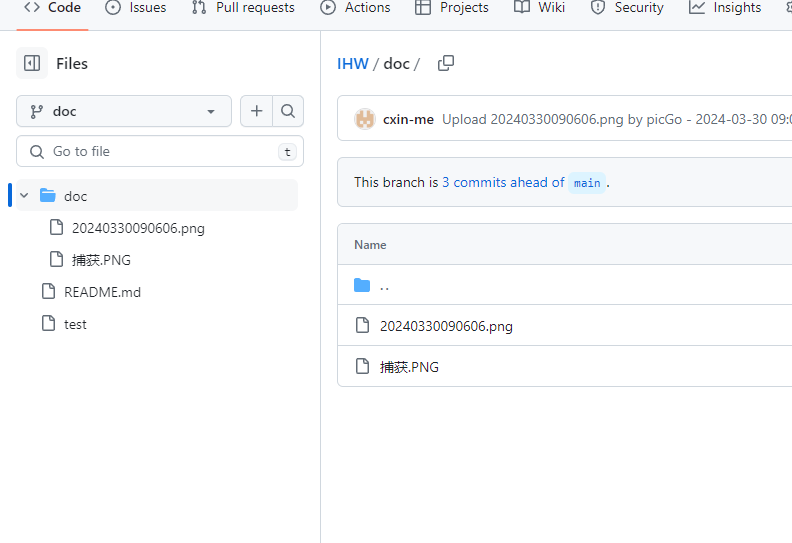 Code Issues Pull requests Actions Projects Wiki Security Insights
Files
doc
Go to file t
doc
20240330090606.png
捕获.PNG
README.md
test
IHW / doc /
cxin-me Upload 20240330090606.png by picGo - 2024-03-30 09:0
This branch is 3 commits ahead of main.
Name
..
20240330090606.png
捕获.PNG